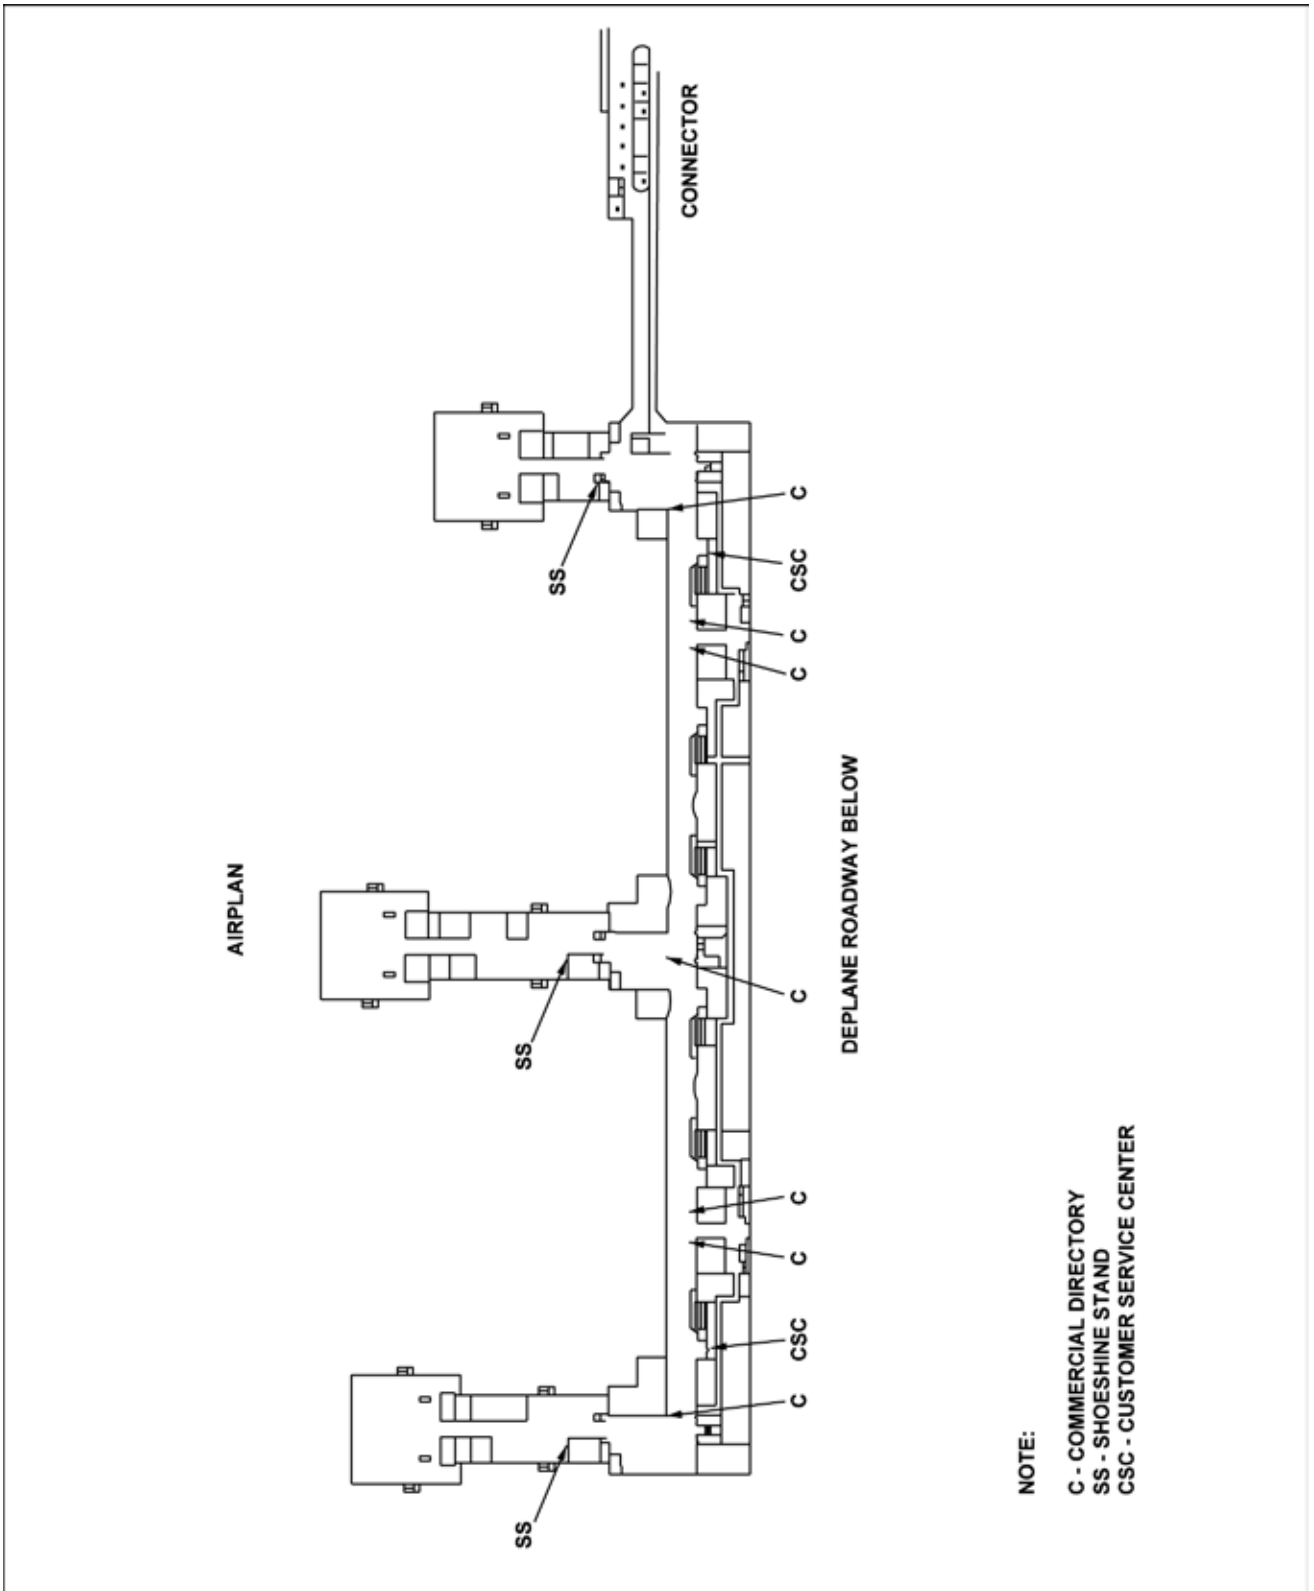 AIRPLAN
SS
SS
SS
CONNECTOR
C
CSC
C
C
C
C
C
CSC
C
DEPLANE ROADWAY BELOW
NOTE:
C - COMMERCIAL DIRECTORY
SS - SHOESHINE STAND
CSC - CUSTOMER SERVICE CENTER